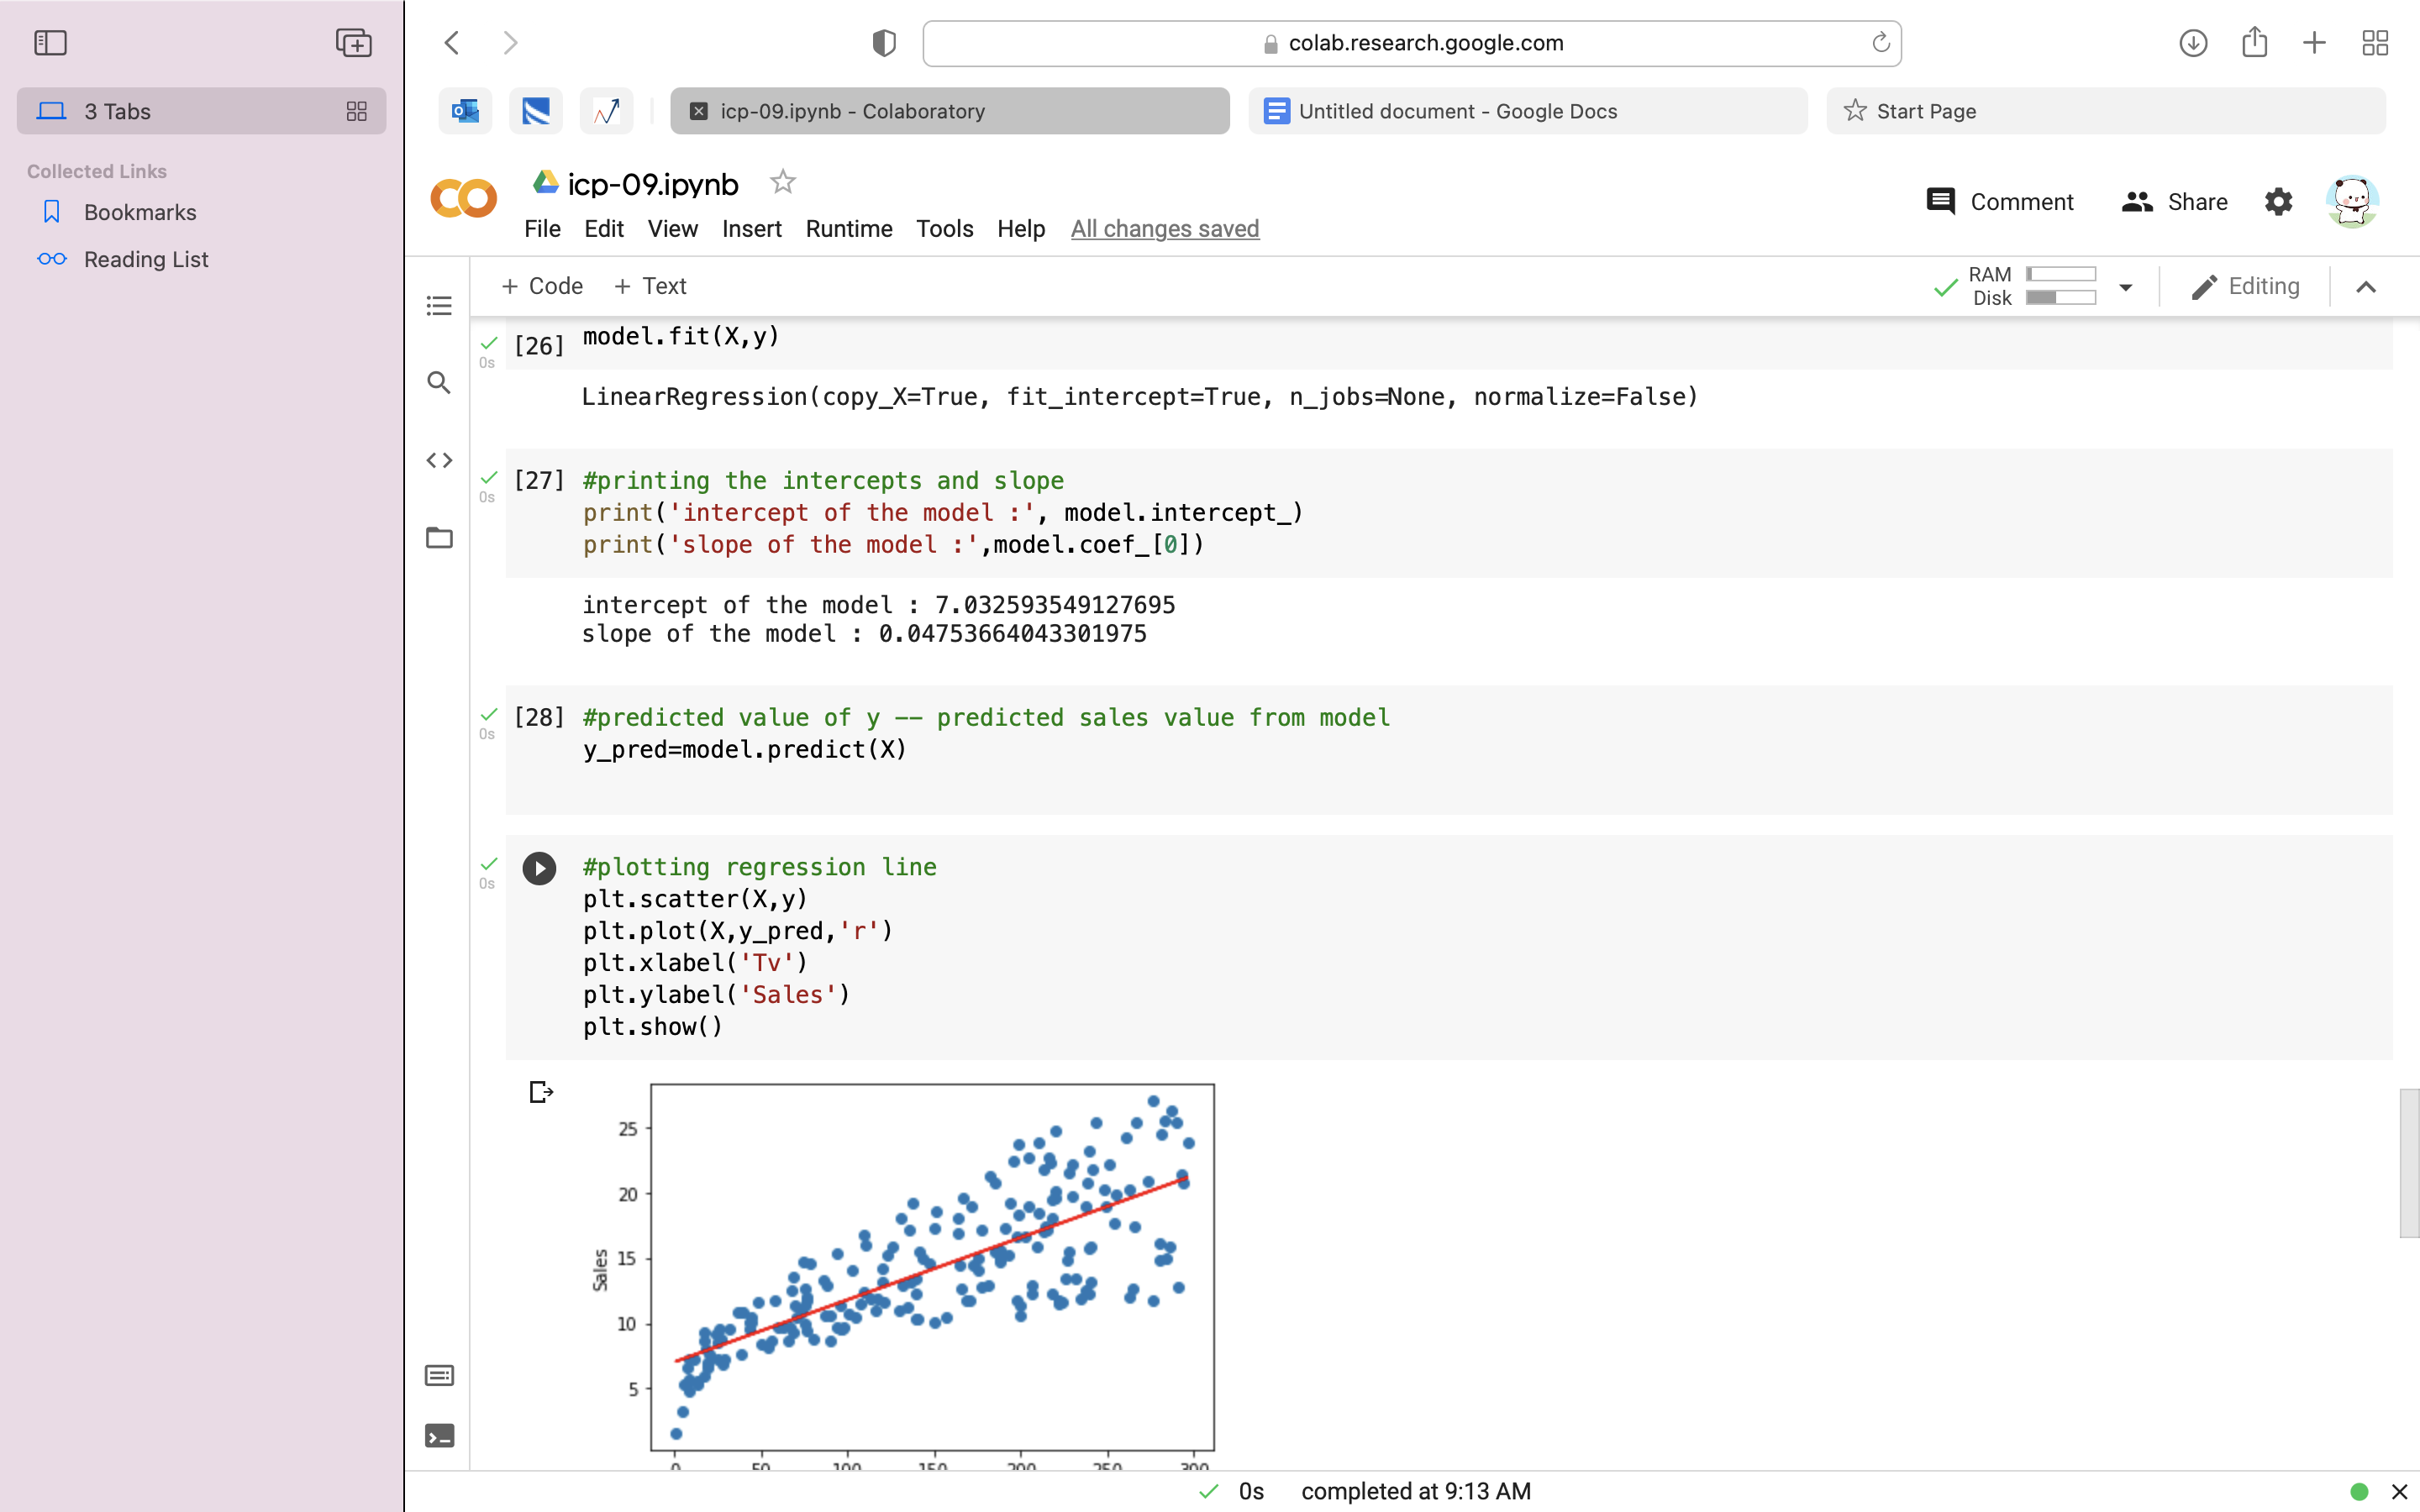 colab.research.google.com
3 Tabs
icp-09.ipynb - Colaboratory
Untitled document - Google Docs
Start Page
Collected Links
Bookmarks
Reading List
icp-09.ipynb
Comment
Share
File Edit View Insert Runtime Tools Help All changes saved
+ Code + Text
RAM
Disk
Editing
[26] model.fit(X,y)
0s
LinearRegression(copy_X=True, fit_intercept=True, n_jobs=None, normalize=False)
[27] #printing the intercepts and slope
0s
print('intercept of the model :', model.intercept_)
print('slope of the model :',model.coef_[0])
intercept of the model : 7.032593549127695
slope of the model : 0.04753664043301975
[28] #predicted value of y -- predicted sales value from model
0s
y_pred=model.predict(X)
#plotting regression line
0s
plt.scatter(X,y)
plt.plot(X,y_pred,'r')
plt.xlabel('Tv')
plt.ylabel('Sales')
plt.show()
25
20
Sales
15
10
5
0 50 100 150 200 250 300
0s completed at 9:13 AM